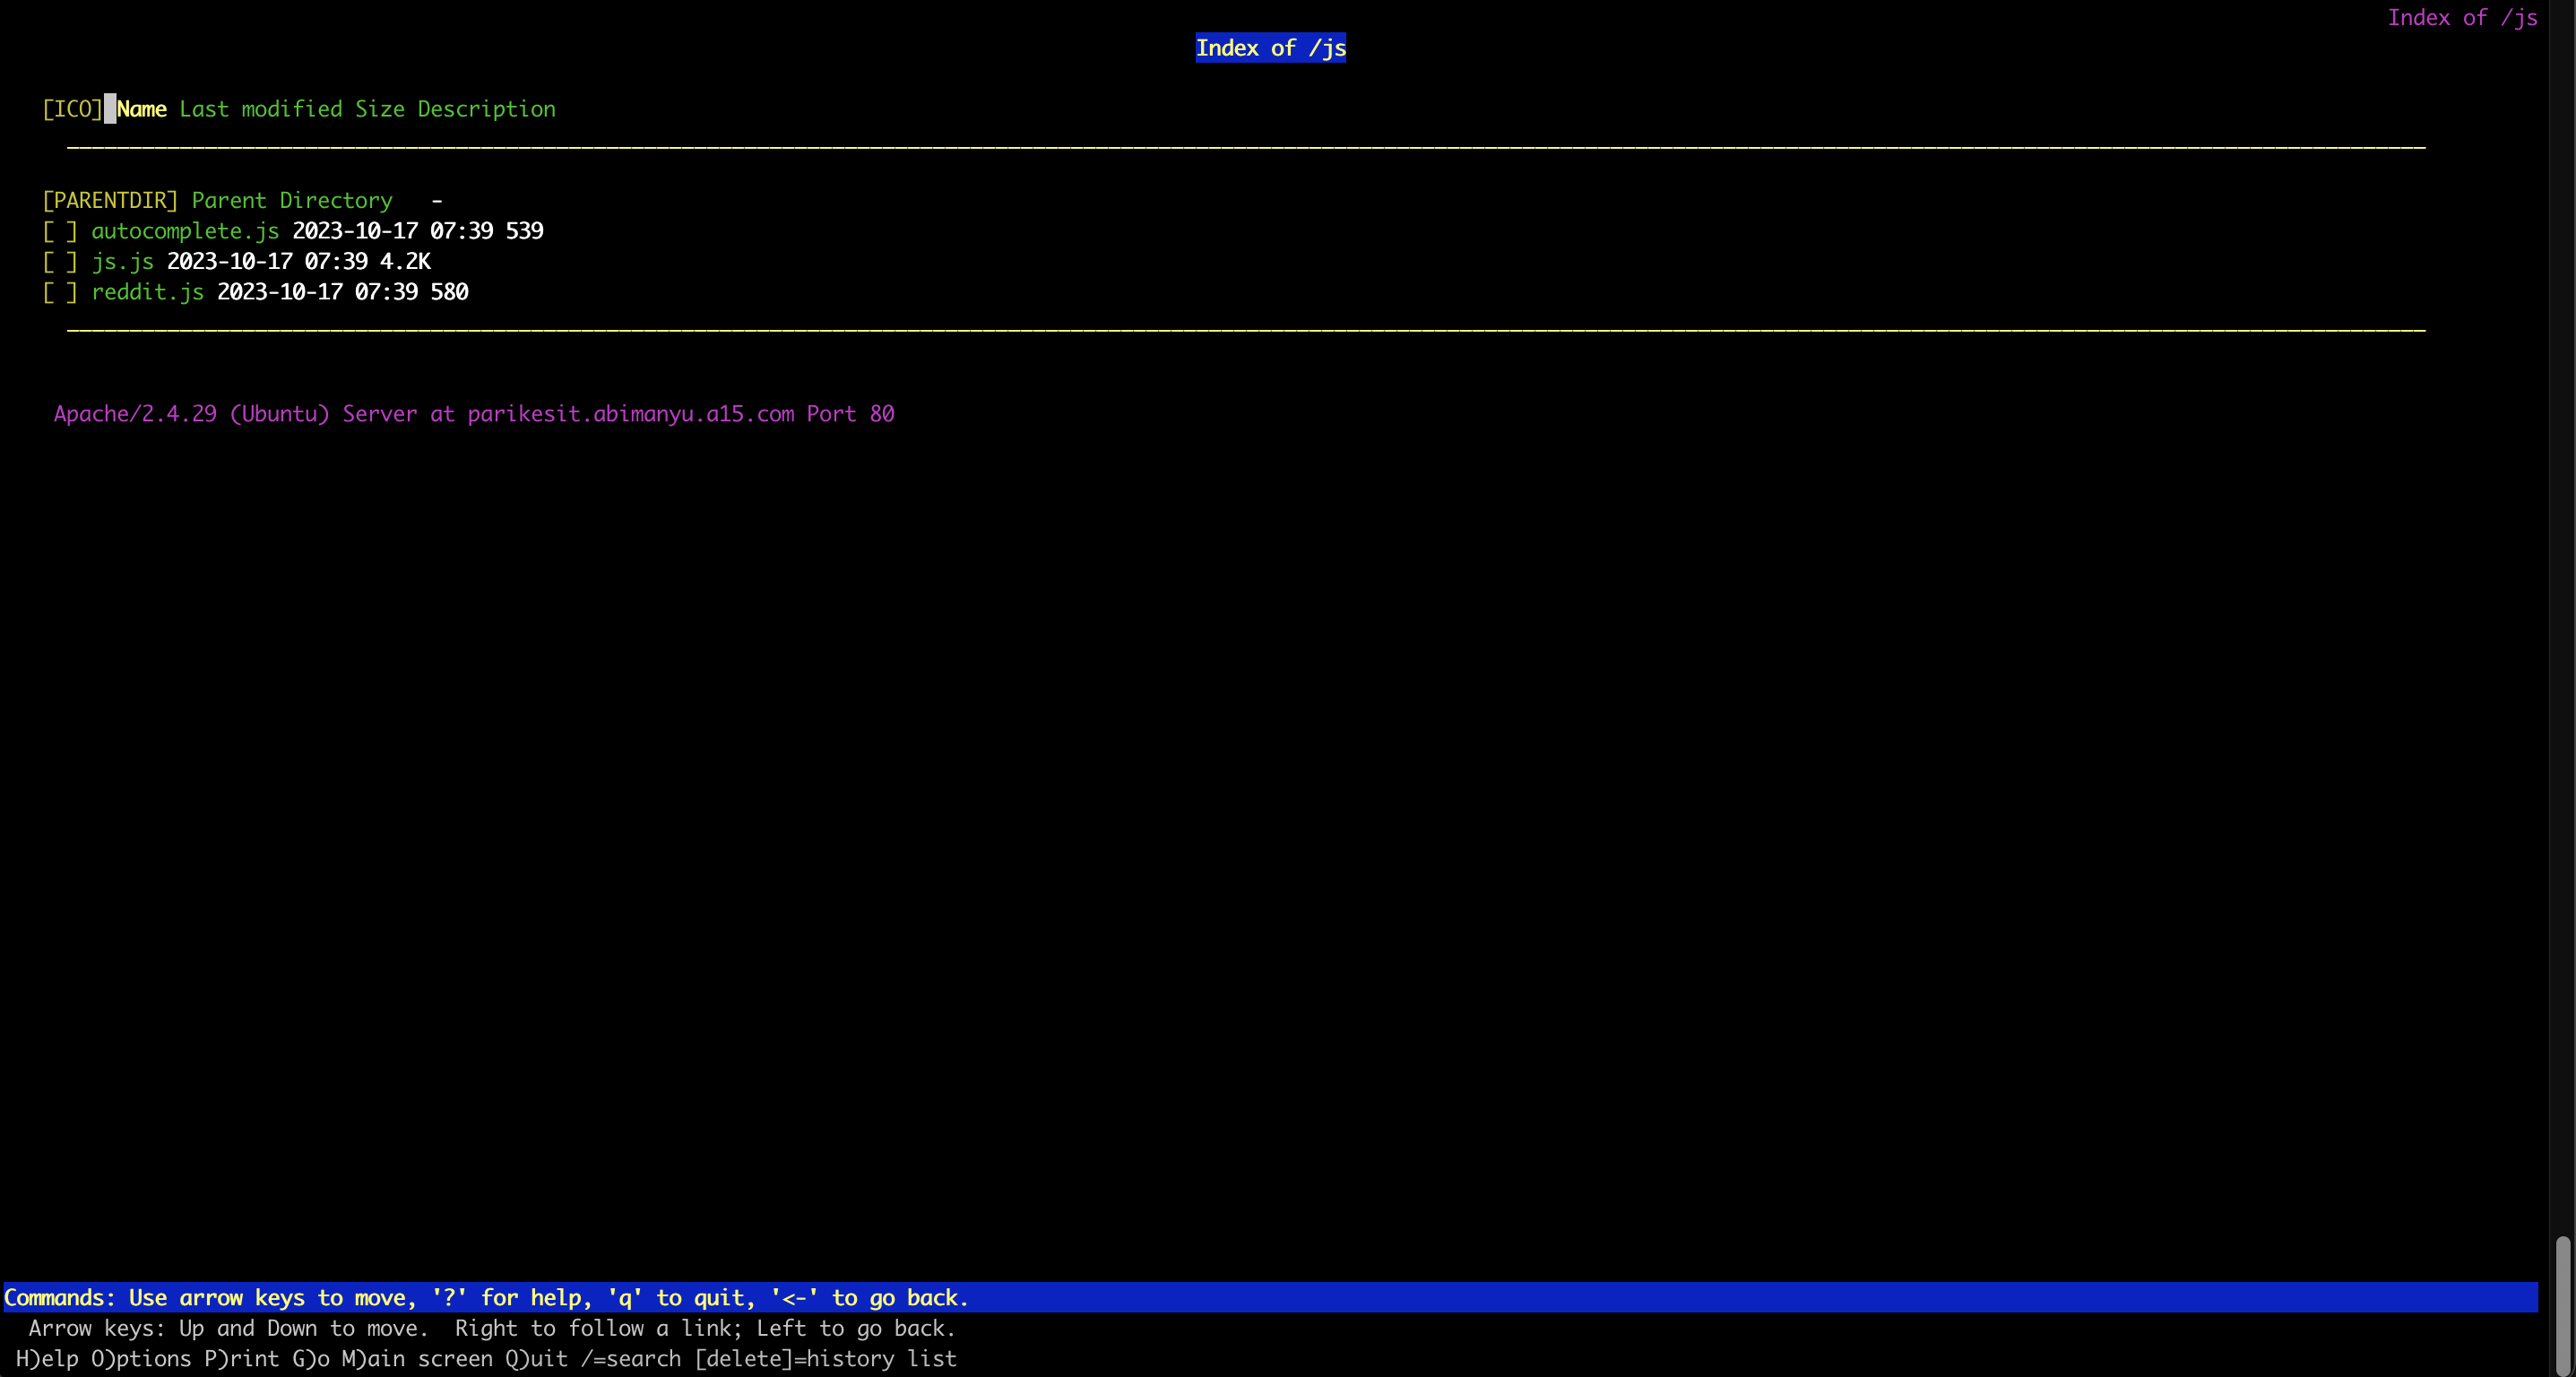 Index of /js
Index of /js
[ICO] Name Last modified Size Description
[PARENTDIR] Parent Directory   -
[ ] autocomplete.js 2023-10-17 07:39 539
[ ] js.js 2023-10-17 07:39 4.2K
[ ] reddit.js 2023-10-17 07:39 580
Apache/2.4.29 (Ubuntu) Server at parikesit.abimanyu.a15.com Port 80
Commands: Use arrow keys to move, '?' for help, 'q' to quit, '<-' to go back.
Arrow keys: Up and Down to move.  Right to follow a link; Left to go back.
H)elp O)ptions P)rint G)o M)ain screen Q)uit /=search [delete]=history list